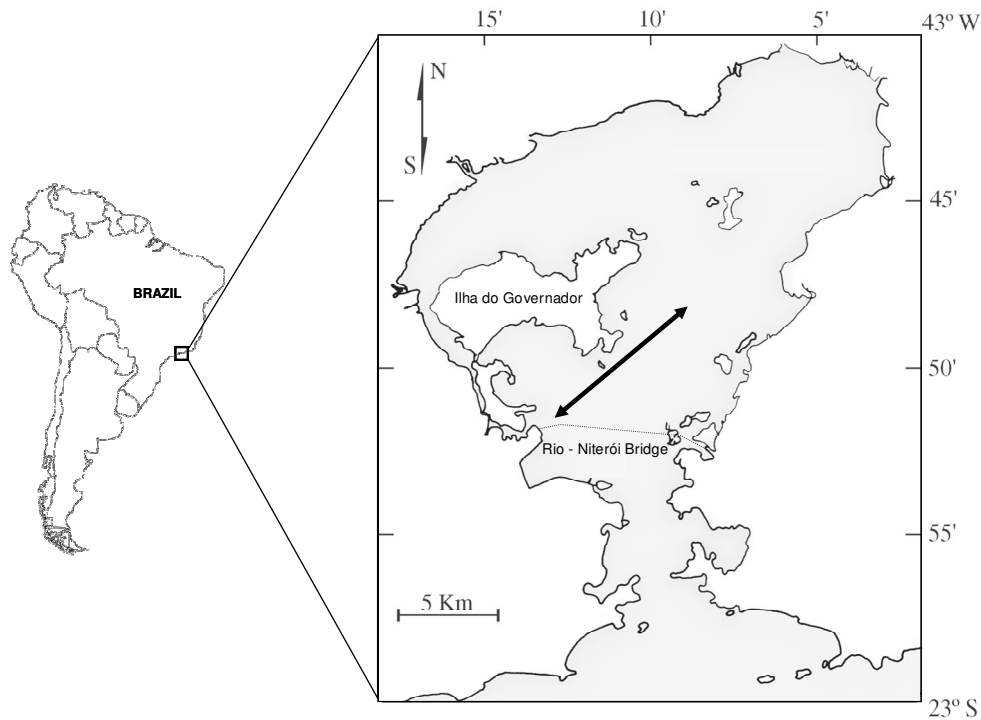 15'
10'
5'
43º W
N
S
45'
BRAZIL
Ilha do Governador
50'
Rio - Niterói Bridge
55'
5 Km
23º S